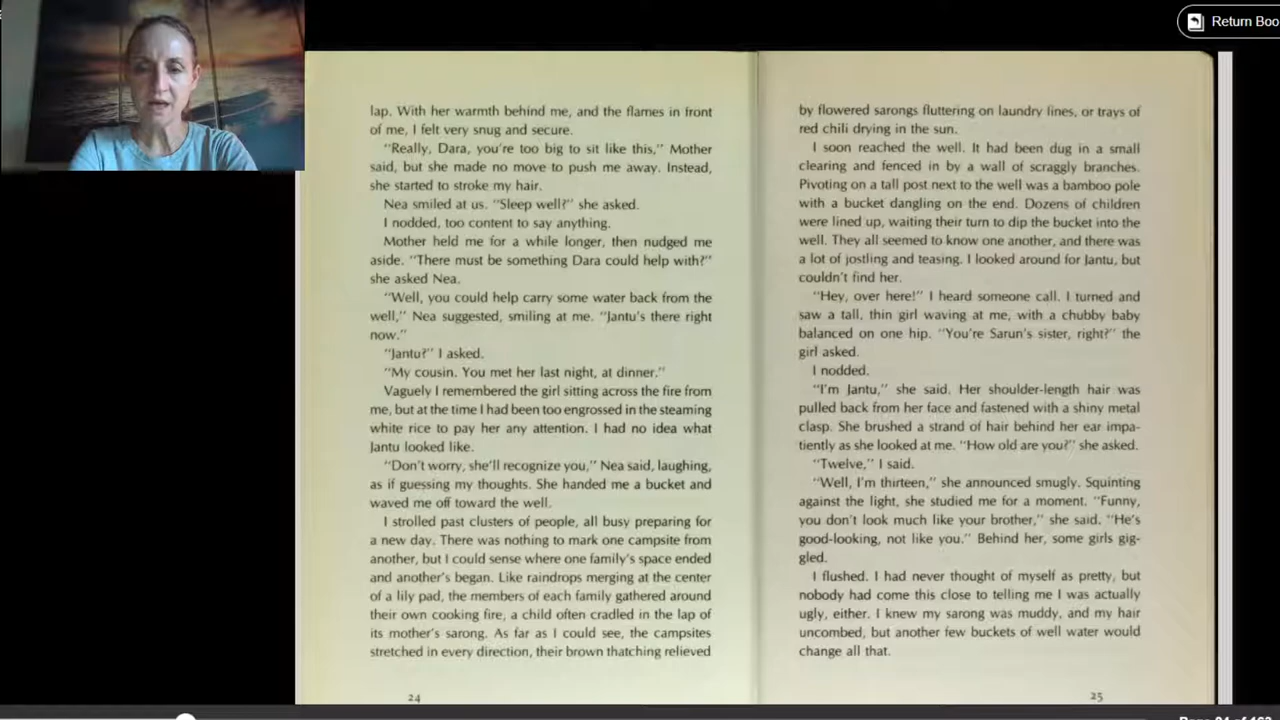 Return Boo
lap. With her warmth behind me, and the flames in front
of me, I felt very snug and secure.
"Really, Dara, you're too big to sit like this," Mother
said, but she made no move to push me away. Instead,
she started to stroke my hair.
Nea smiled at us. "Sleep well?" she asked.
I nodded, too content to say anything.
Mother held me for a while longer, then nudged me
aside. "There must be something Dara could help with?"
she asked Nea.
"Well, you could help carry some water back from the
well," Nea suggested, smiling at me. "Jantu's there right
now."
"Jantu?" I asked.
"My cousin. You met her last night, at dinner."
Vaguely I remembered the girl sitting across the fire from
me, but at the time I had been too engrossed in the steaming
white rice to pay her any attention. I had no idea what
Jantu looked like.
"Don't worry, she'll recognize you," Nea said, laughing,
as if guessing my thoughts. She handed me a bucket and
waved me off toward the well.
I strolled past clusters of people, all busy preparing for
a new day. There was nothing to mark one campsite from
another, but I could sense where one family's space ended
and another's began. Like raindrops merging at the center
of a lily pad, the members of each family gathered around
their own cooking fire, a child often cradled in the lap of
its mother's sarong. As far as I could see, the campsites
stretched in every direction, their brown thatching relieved
24
by flowered sarongs fluttering on laundry lines, or trays of
red chili drying in the sun.
I soon reached the well. It had been dug in a small
clearing and fenced in by a wall of scraggly branches.
Pivoting on a tall post next to the well was a bamboo pole
with a bucket dangling on the end. Dozens of children
were lined up, waiting their turn to dip the bucket into the
well. They all seemed to know one another, and there was
a lot of jostling and teasing. I looked around for Jantu, but
couldn't find her.
"Hey, over here!" I heard someone call. I turned and
saw a tall, thin girl waving at me, with a chubby baby
balanced on one hip. "You're Sarun's sister, right?" the
girl asked.
I nodded.
"I'm Jantu," she said. Her shoulder-length hair was
pulled back from her face and fastened with a shiny metal
clasp. She brushed a strand of hair behind her ear impa-
tiently as she looked at me. "How old are you?" she asked.
"Twelve," I said.
"Well, I'm thirteen," she announced smugly. Squinting
against the light, she studied me for a moment. "Funny,
you don't look much like your brother," she said. "He's
good-looking, not like you." Behind her, some girls gig-
gled.
I flushed. I had never thought of myself as pretty, but
nobody had come this close to telling me I was actually
ugly, either. I knew my sarong was muddy, and my hair
uncombed, but another few buckets of well water would
change all that.
25